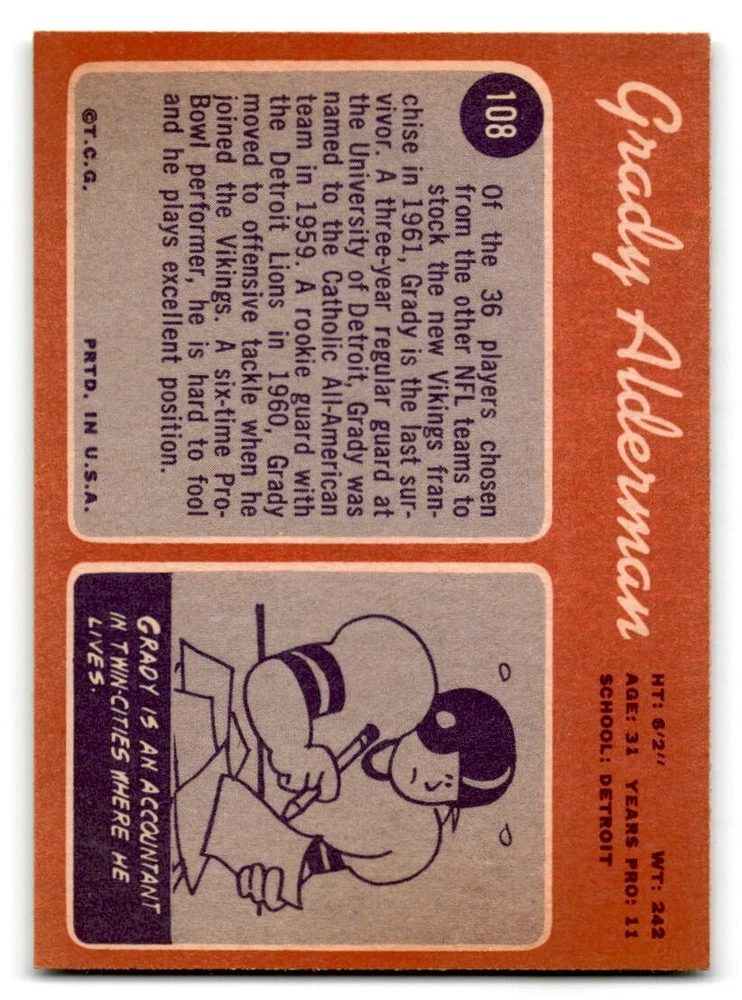 Grady Alderman
HT: 6'2" WT: 242
AGE: 31 YEARS PRO: 11
SCHOOL: DETROIT
108
Of the 36 players chosen
from the other NFL teams to
stock the new Vikings fran-
chise in 1961, Grady is the last sur-
vivor. A three-year regular guard at
the University of Detroit, Grady was
named to the Catholic All-American
team in 1959. A rookie guard with
the Detroit Lions in 1960, Grady
moved to offensive tackle when he
joined the Vikings. A six-time Pro-
Bowl performer, he is hard to fool
and he plays excellent position.
©T.C.G. PRTD. IN U.S.A.
GRADY IS AN ACCOUNTANT
IN TWIN-CITIES WHERE HE
LIVES.